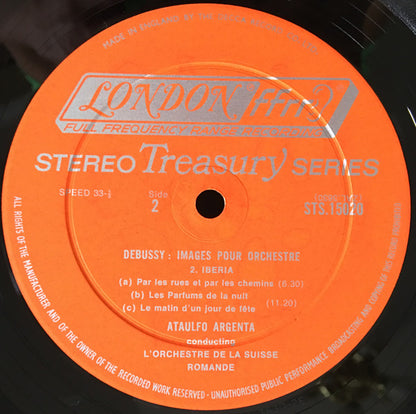 MADE IN ENGLAND BY THE DECCA RECORD CO. LTD.
LONDON ffrr
FULL FREQUENCY RANGE RECORDING
STEREO Treasury SERIES
SPEED 33-⅓
Side
2
STS.15020
DEBUSSY : IMAGES POUR ORCHESTRE
2. IBERIA
(a) Par les rues et par les chemins (6.30)
(b) Les Parfums de la nuit
(c) Le matin d'un jour de fête
(11.20)
ATAULFO ARGENTA
conducting
L'ORCHESTRE DE LA SUISSE
ROMANDE
ALL RIGHTS OF THE MANUFACTURER AND OF THE OWNER OF THE RECORDED WORK RESERVED - UNAUTHORISED PUBLIC PERFORMANCE BROADCASTING AND COPYING OF THIS RECORD PROHIBITED